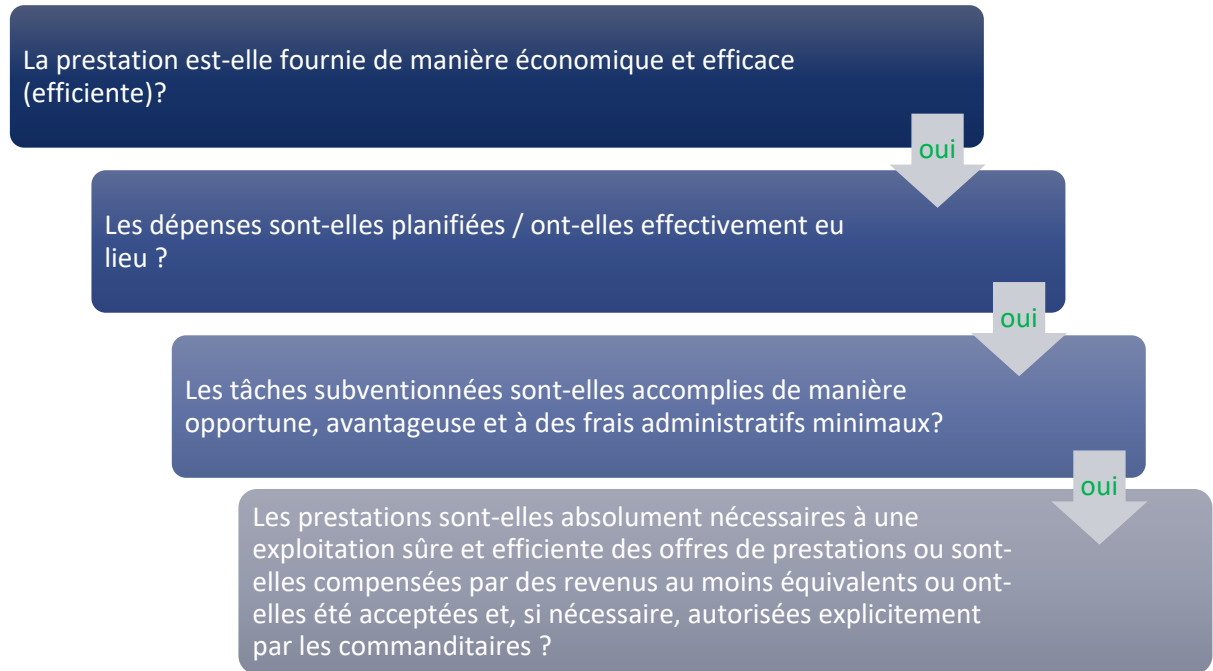 La prestation est-elle fournie de manière économique et efficace
(efficiente)?
oui
Les dépenses sont-elles planifiées / ont-elles effectivement eu
lieu ?
oui
Les tâches subventionnées sont-elles accomplies de manière
opportune, avantageuse et à des frais administratifs minimaux?
oui
Les prestations sont-elles absolument nécessaires à une
exploitation sûre et efficiente des offres de prestations ou sont-
elles compensées par des revenus au moins équivalents ou ont-
elles été acceptées et, si nécessaire, autorisées explicitement
par les commanditaires ?